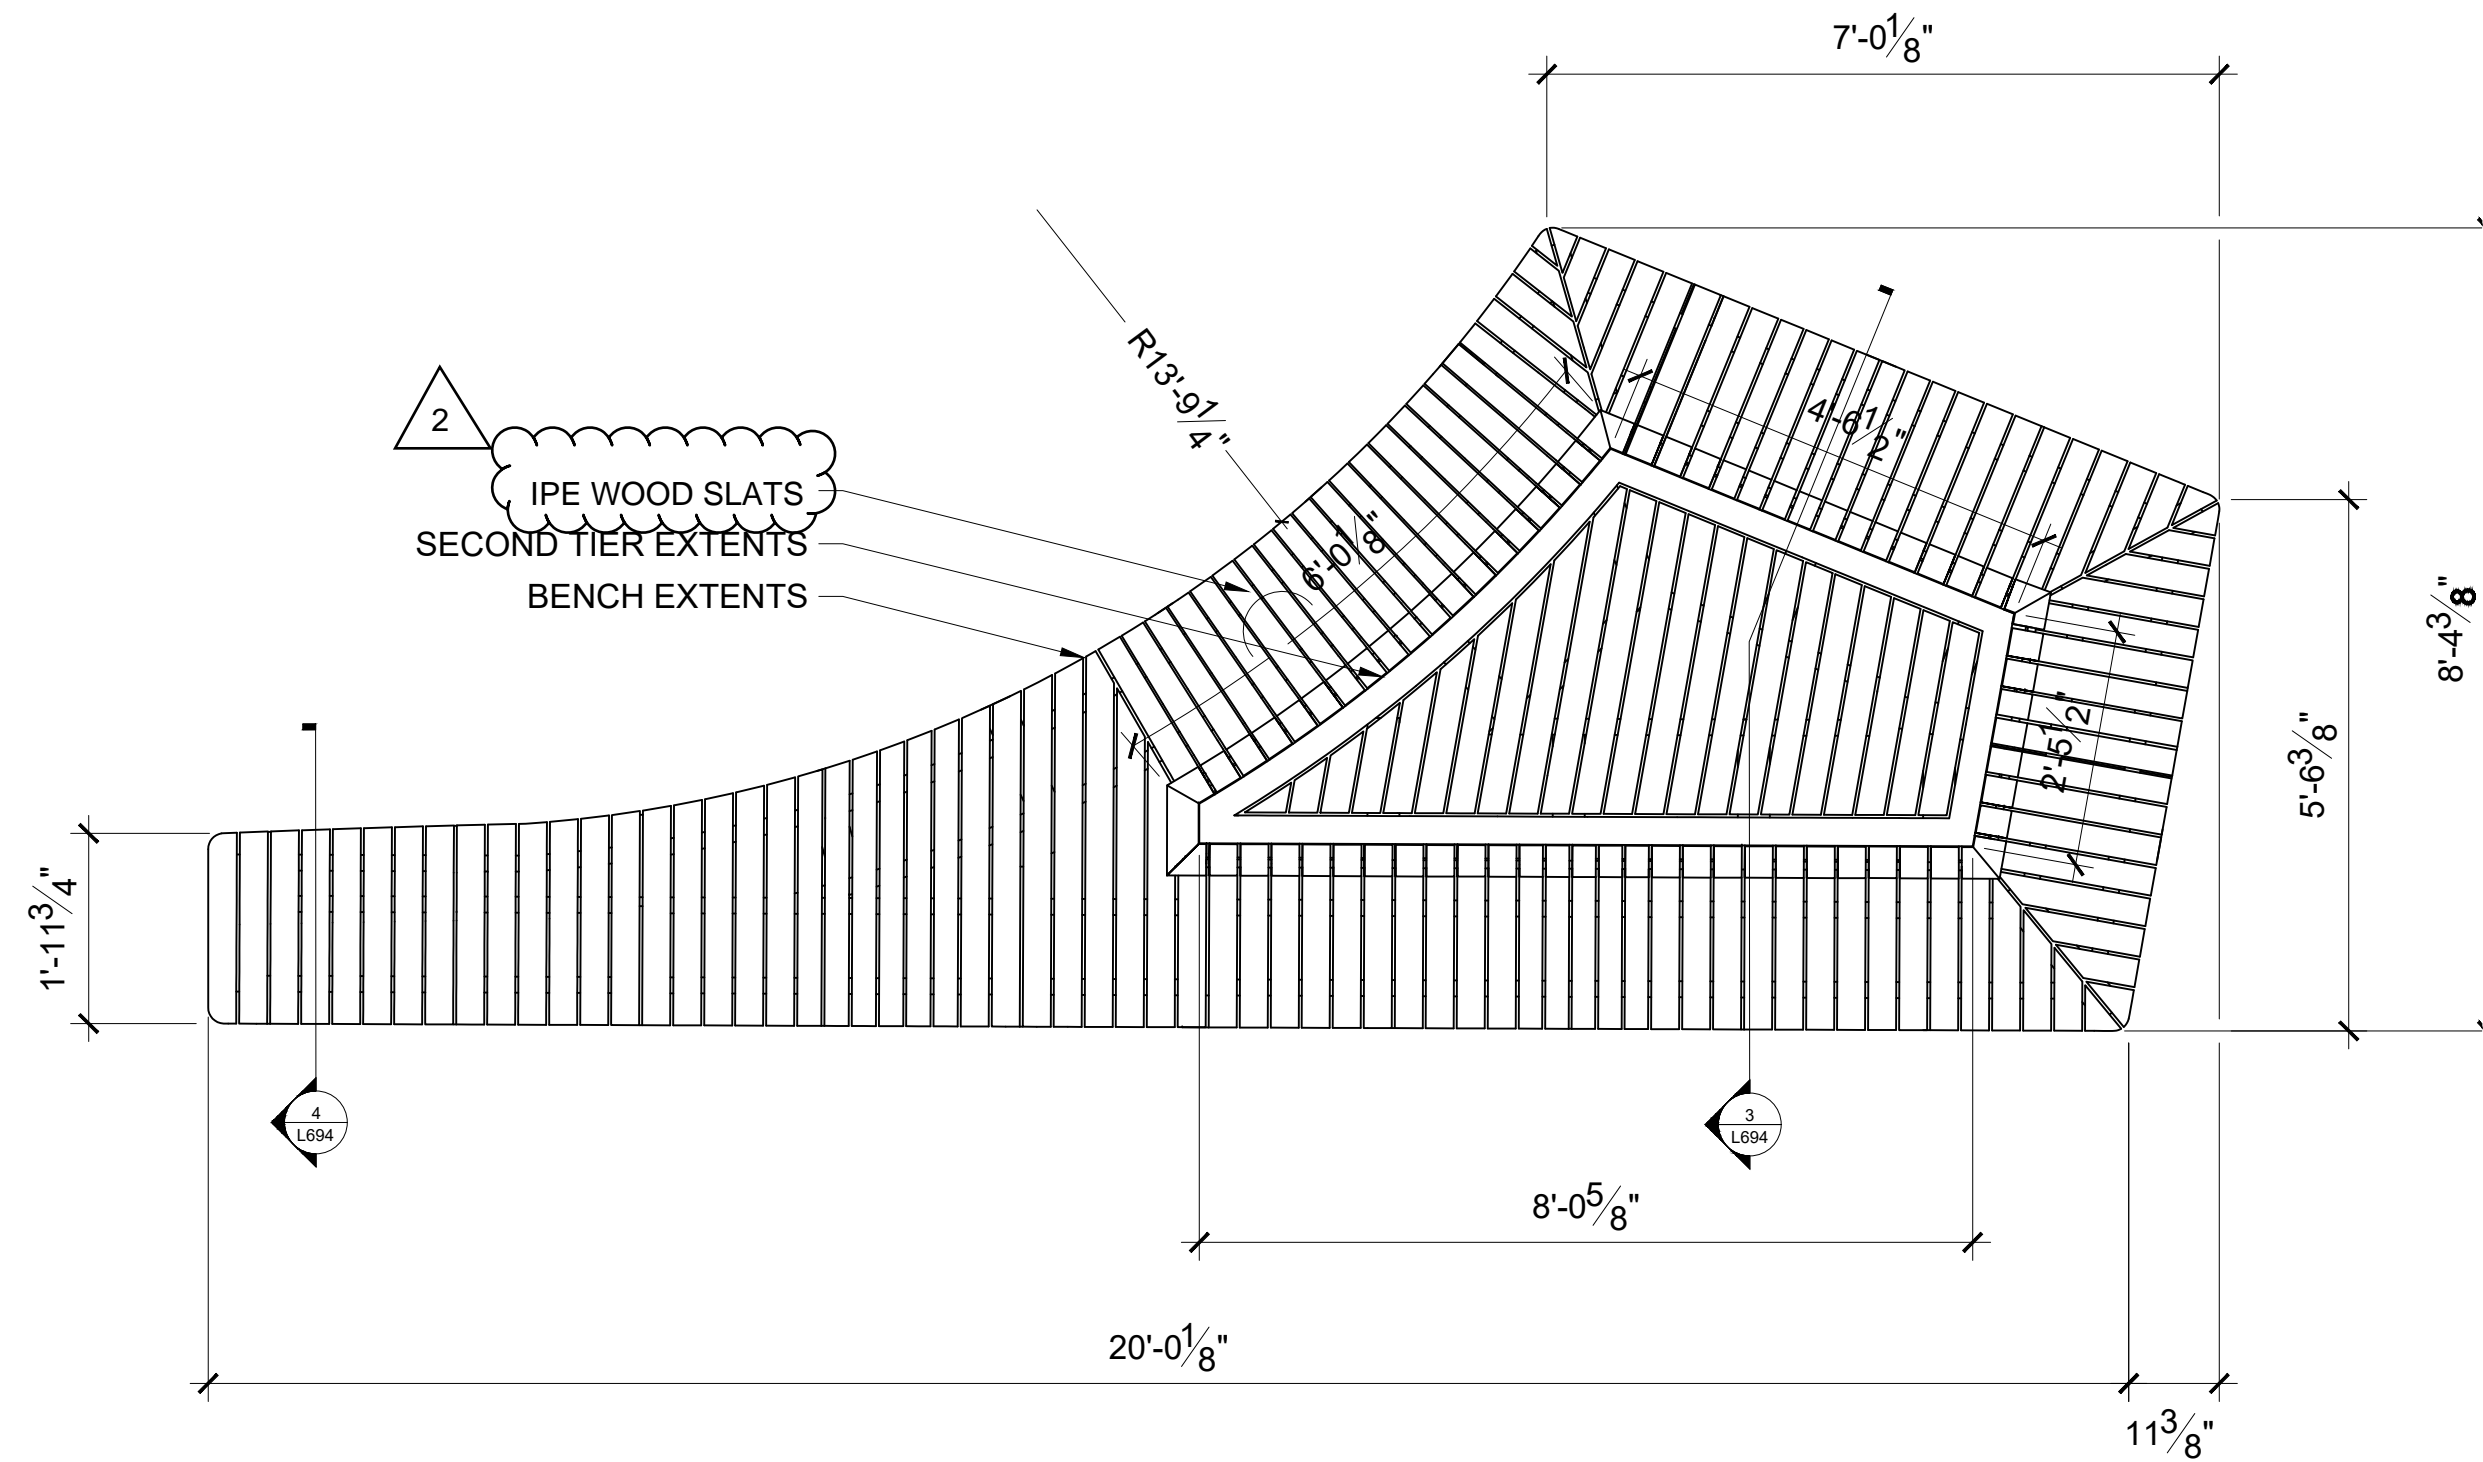 7'-0 1/8"
R13'-9 1/4"
2
IPE WOOD SLATS
SECOND TIER EXTENTS
BENCH EXTENTS
6'-0 1/8"
4'-6 1/2"
2'-5 1/2"
8'-4 3/8"
5'-6 3/8"
1'-11 3/4"
4
L694
3
L694
8'-0 5/8"
20'-0 1/8"
11 3/8"